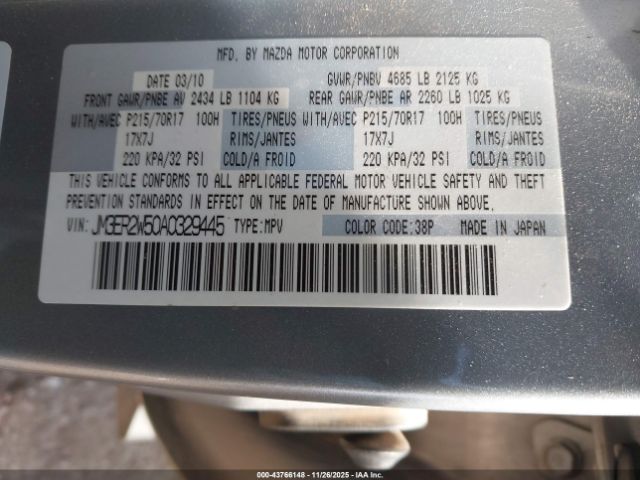 MFD. BY MAZDA MOTOR CORPORATION
DATE 03/10 GVWR/PNBV 4685 LB 2125 KG
FRONT GAWR/PNBE AV 2434 LB 1104 KG REAR GAWR/PNBE AR 2260 LB 1025 KG
WITH/AVEC P215/70R17 100H TIRES/PNEUS WITH/AVEC P215/70R17 100H TIRES/PNEUS
17X7J RIMS/JANTES 17X7J RIMS/JANTES
220 KPA/32 PSI COLD/A FROID 220 KPA/32 PSI COLD/A FROID
THIS VEHICLE CONFORMS TO ALL APPLICABLE FEDERAL MOTOR VEHICLE SAFETY AND THEFT
PREVENTION STANDARDS IN EFFECT ON THE DATE OF MANUFACTURE SHOWN ABOVE.
VIN: JM3ER2W50A0329445 TYPE:MPV COLOR CODE:38P MADE IN JAPAN
000-43766148 - 11/26/2025 - IAA Inc.